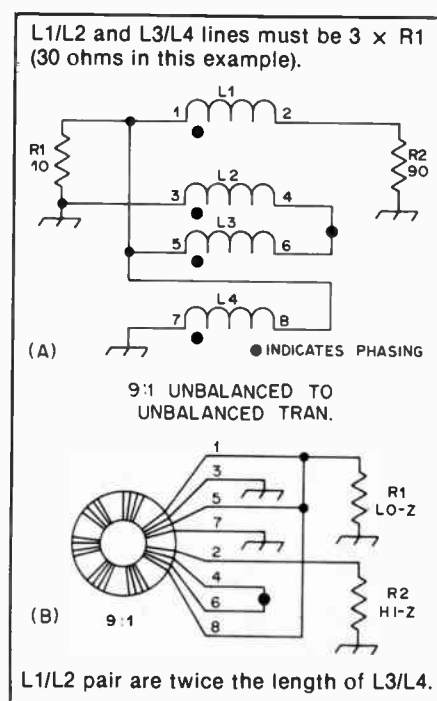 L1/L2 and L3/L4 lines must be 3 × R1
(30 ohms in this example).
L1
1 2
R1
10
R2
90
L2
3 4
L3
5 6
L4
7 8
(A)
● INDICATES PHASING
9:1 UNBALANCED TO
UNBALANCED TRAN.
1
3
5
7
2
4
6
8
R1
LO-Z
R2
HI-Z
(B)
9:1
L1/L2 pair are twice the length of L3/L4.